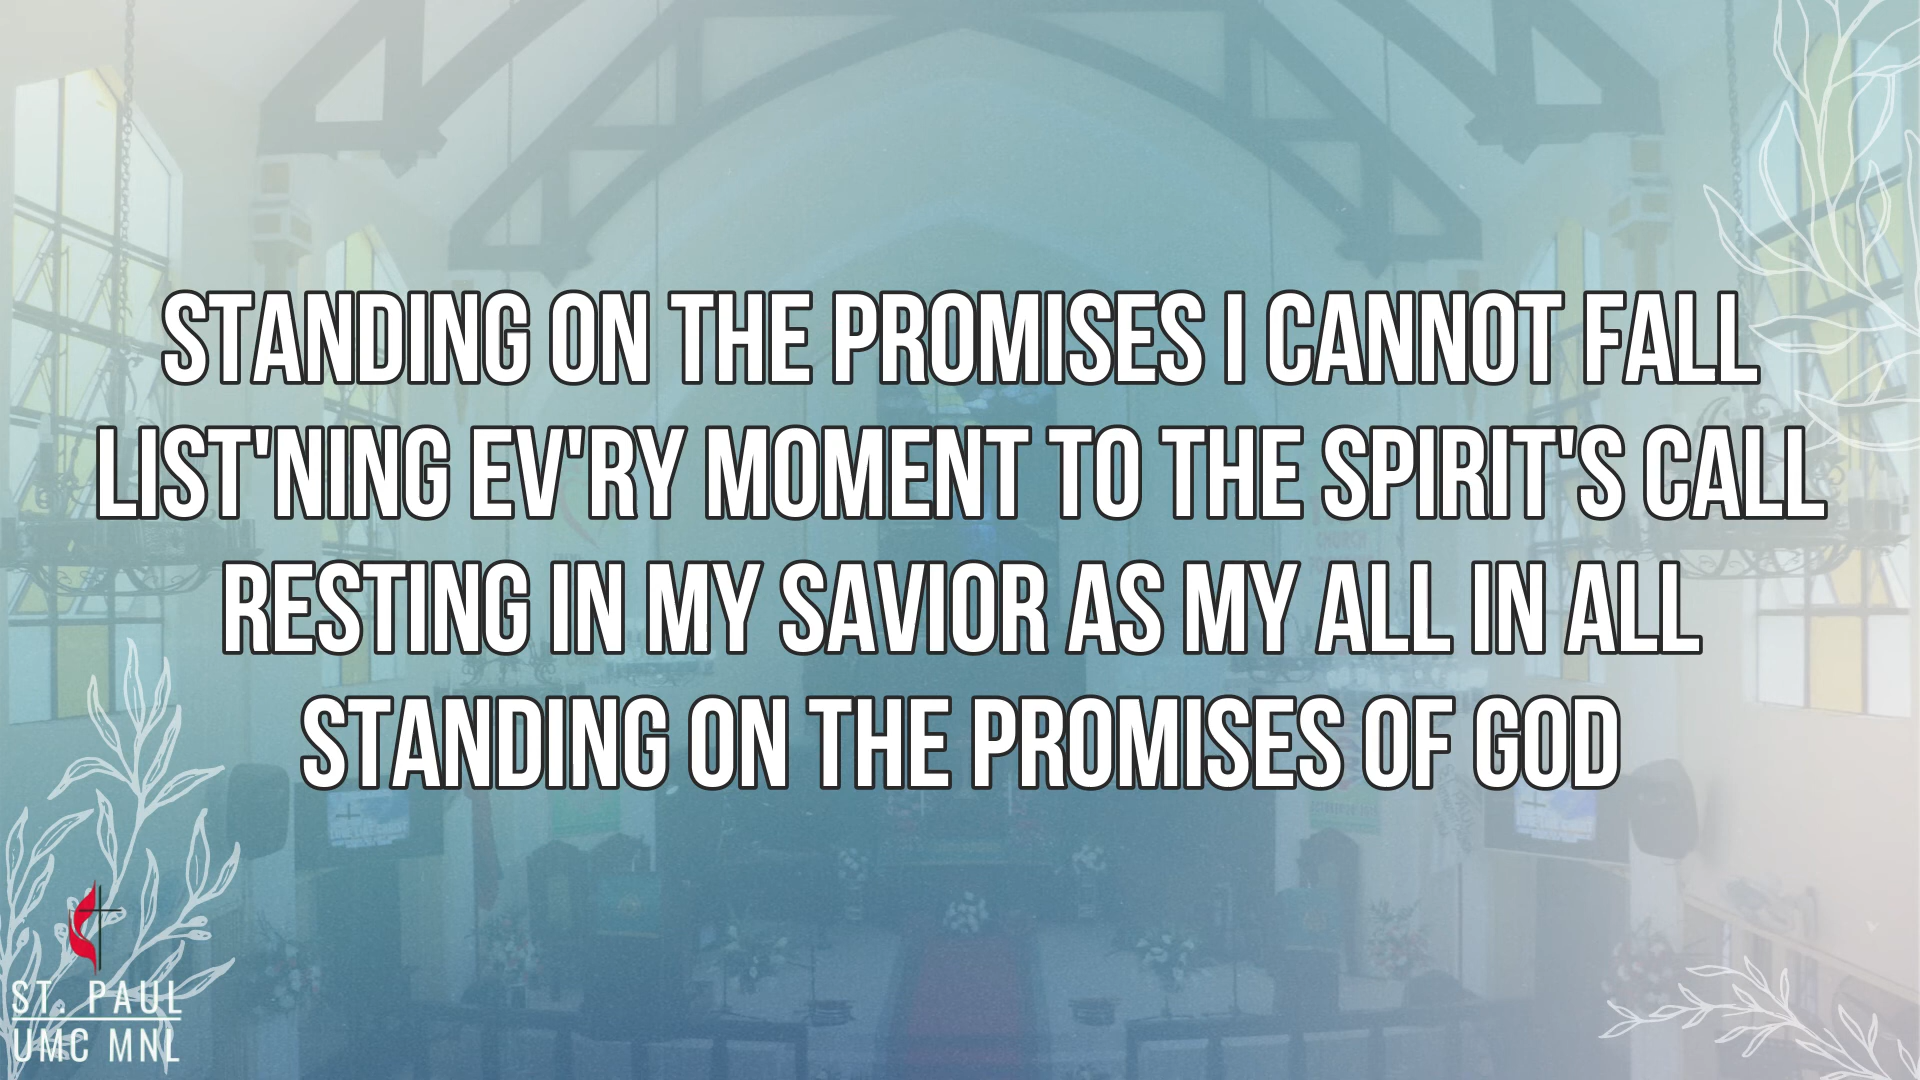 STANDING ON THE PROMISES I CANNOT FALL
LIST'NING EV'RY MOMENT TO THE SPIRIT'S CALL
RESTING IN MY SAVIOR AS MY ALL IN ALL
STANDING ON THE PROMISES OF GOD
CHURCH
ST. PAUL
UMC MNL